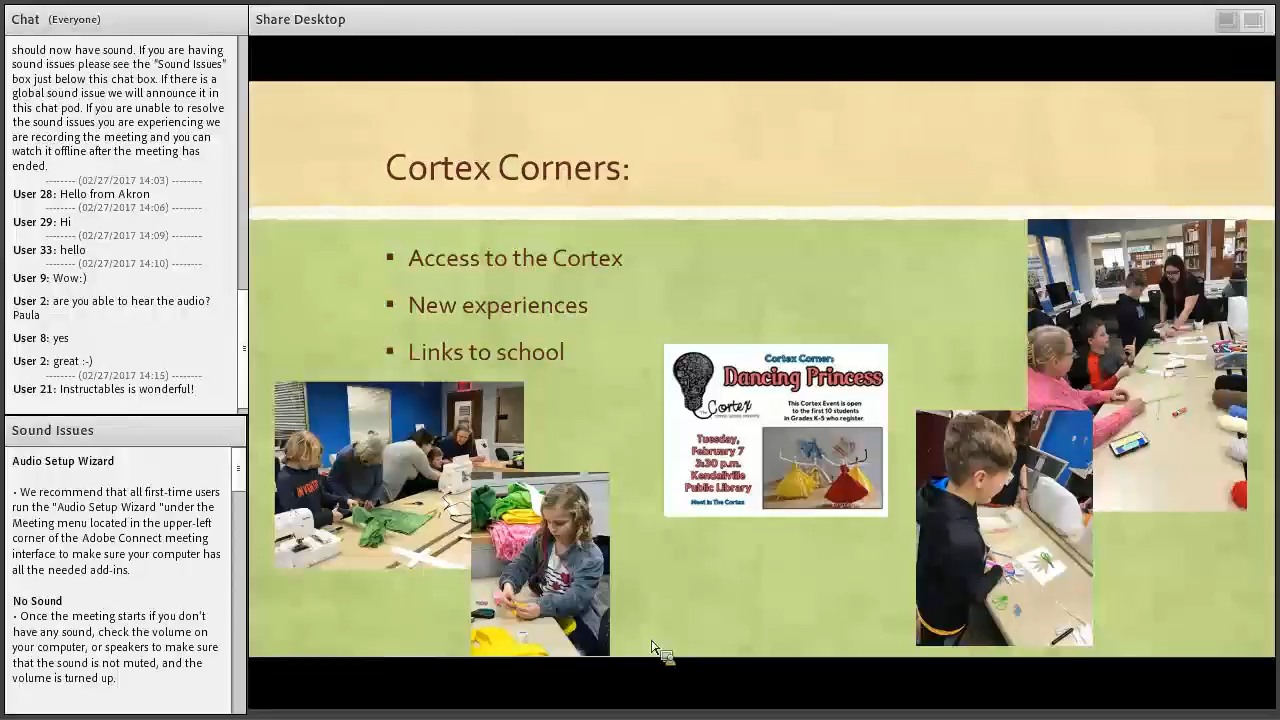 Chat (Everyone)
should now have sound. If you are having
sound issues please see the "Sound Issues"
box just below this chat box. If there is a
global sound issue we will announce it in
this chat pod. If you are unable to resolve
the sound issues you are experiencing we
are recording the meeting and you can
watch it offline after the meeting has
ended.
-------- (02/27/2017 14:03) --------
User 28: Hello from Akron
-------- (02/27/2017 14:06) --------
User 29: Hi
-------- (02/27/2017 14:09) --------
User 33: hello
-------- (02/27/2017 14:10) --------
User 9: Wow:)
User 2: are you able to hear the audio?
Paula
User 8: yes
User 2: great :-)
-------- (02/27/2017 14:15) --------
User 21: Instructables is wonderful!
Sound Issues
Audio Setup Wizard
• We recommend that all first-time users
"Audio Setup Wizard "under the
Meeting menu located in the upper-left
corner of the Adobe Connect meeting
interface to make sure your computer has
all the needed add-ins.
No Sound
• Once the meeting starts if you don't
have any sound, check the volume on
your computer, or speakers to make sure
that the sound is not muted, and the
volume is turned up.
Share Desktop
Cortex Corners:
▪ Access to the Cortex
▪ New experiences
▪ Links to school
Cortex Corner:
Dancing Princess
The Cortex
This Cortex Event is open
to the first 10 students
in Grades K-5 who register.
Tuesday,
February 7
3:30 p.m.
Kendallville
Public Library
Meet in The Cortex